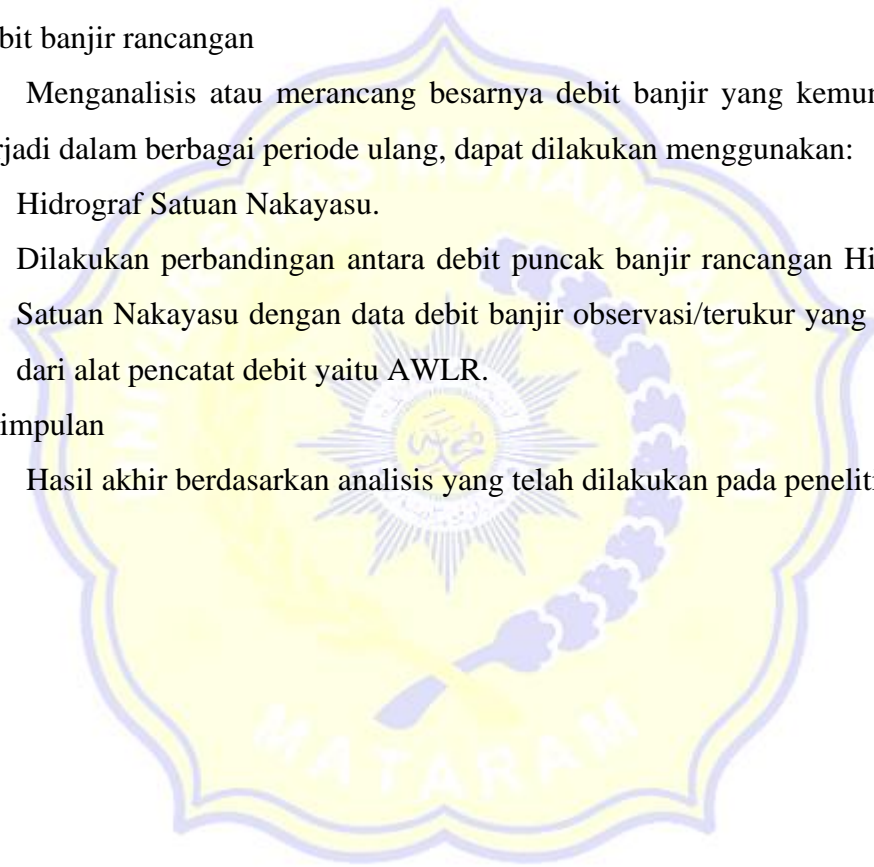 bit banjir rancangan
Menganalisis atau merancang besarnya debit banjir yang kemun
rjadi dalam berbagai periode ulang, dapat dilakukan menggunakan:
Hidrograf Satuan Nakayasu.
Dilakukan perbandingan antara debit puncak banjir rancangan Hi
Satuan Nakayasu dengan data debit banjir observasi/terukur yang
dari alat pencatat debit yaitu AWLR.
impulan
Hasil akhir berdasarkan analisis yang telah dilakukan pada peneliti
MATARAM